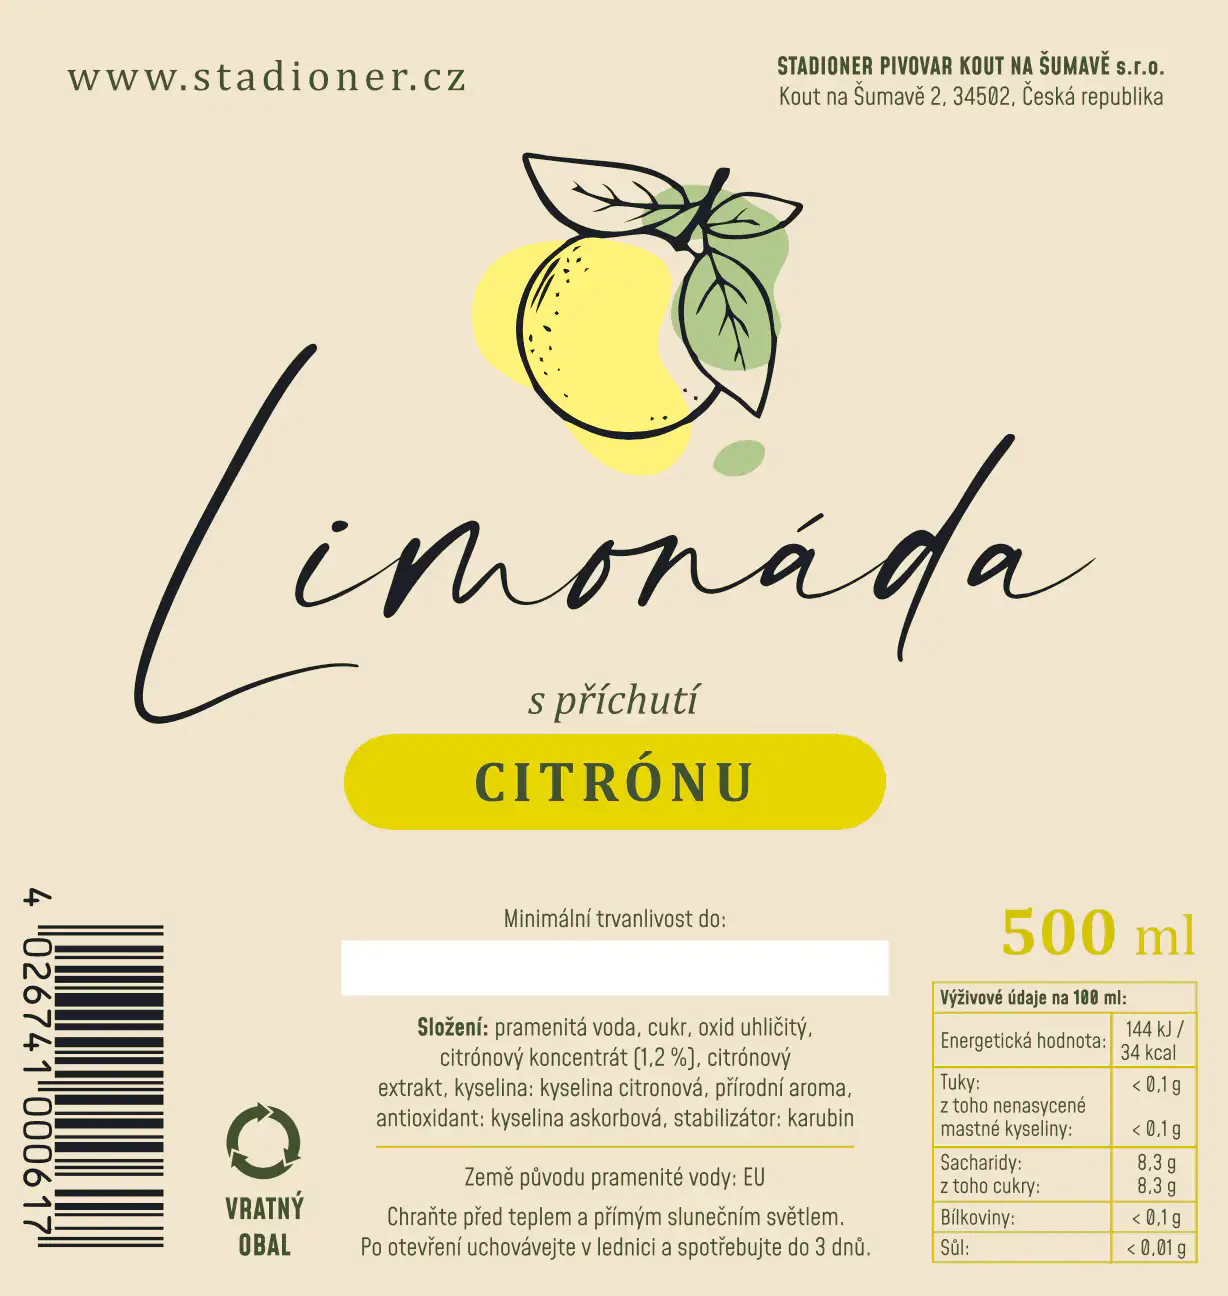 www.stadioner.cz
STADIONER PIVOVAR KOUT NA ŠUMAVĚ s.r.o.
Kout na Šumavě 2, 34502, Česká republika
Limonáda
s příchutí
CITRÓNU
4 026741 000617
VRATNÝ
OBAL
Minimální trvanlivost do:
Složení: pramenitá voda, cukr, oxid uhličitý,
citrónový koncentrát (1,2 %), citrónový
extrakt, kyselina: kyselina citronová, přírodní aroma,
antioxidant: kyselina askorbová, stabilizátor: karubin
Země původu pramenité vody: EU
Chraňte před teplem a přímým slunečním světlem.
Po otevření uchovávejte v lednici a spotřebujte do 3 dnů.
500 ml
Výživové údaje na 100 ml:
Energetická hodnota: 144 kJ /
34 kcal
Tuky: < 0,1 g
z toho nenasycené
mastné kyseliny: < 0,1 g
Sacharidy: 8,3 g
z toho cukry: 8,3 g
Bílkoviny: < 0,1 g
Sůl: < 0,01 g